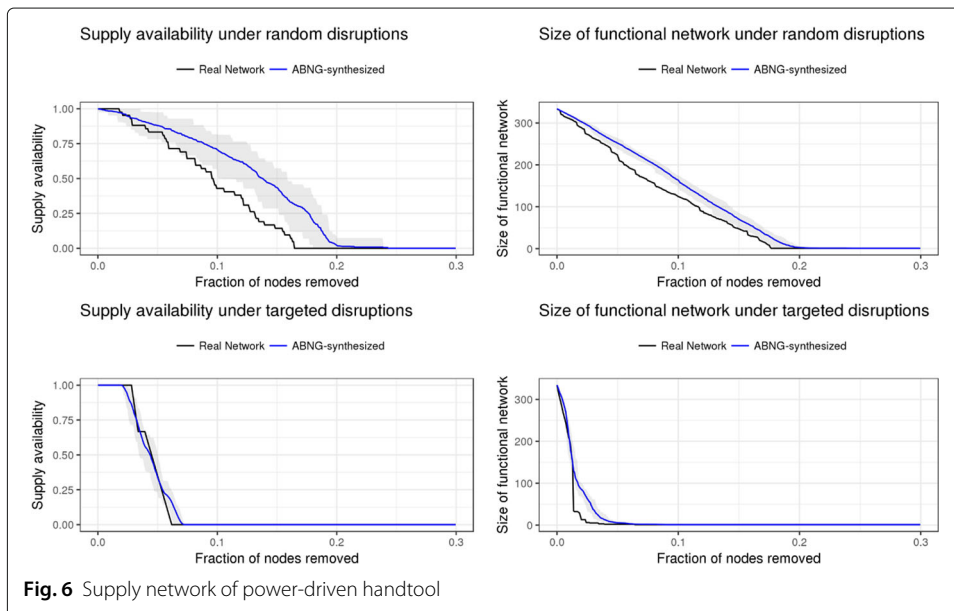 Supply availability under random disruptions
Real Network ABNG-synthesized
Supply availability
1.00
0.75
0.50
0.25
0.00
0.0 0.1 0.2 0.3
Fraction of nodes removed
Size of functional network under random disruptions
Real Network ABNG-synthesized
Size of functional network
300
200
100
0
0.0 0.1 0.2 0.3
Fraction of nodes removed
Supply availability under targeted disruptions
Real Network ABNG-synthesized
Supply availability
1.00
0.75
0.50
0.25
0.00
0.0 0.1 0.2 0.3
Fraction of nodes removed
Size of functional network under targeted disruptions
Real Network ABNG-synthesized
Size of functional network
300
200
100
0
0.0 0.1 0.2 0.3
Fraction of nodes removed
Fig. 6 Supply network of power-driven handtool